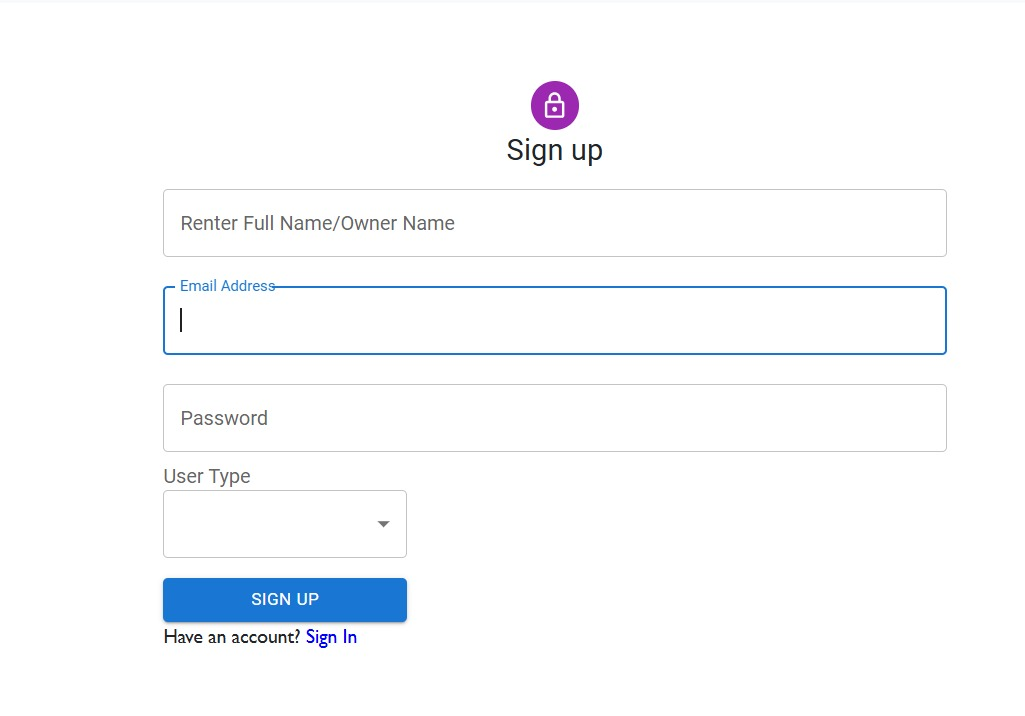 Sign up
Renter Full Name/Owner Name
Email Address
Password
User Type
SIGN UP
Have an account? Sign In